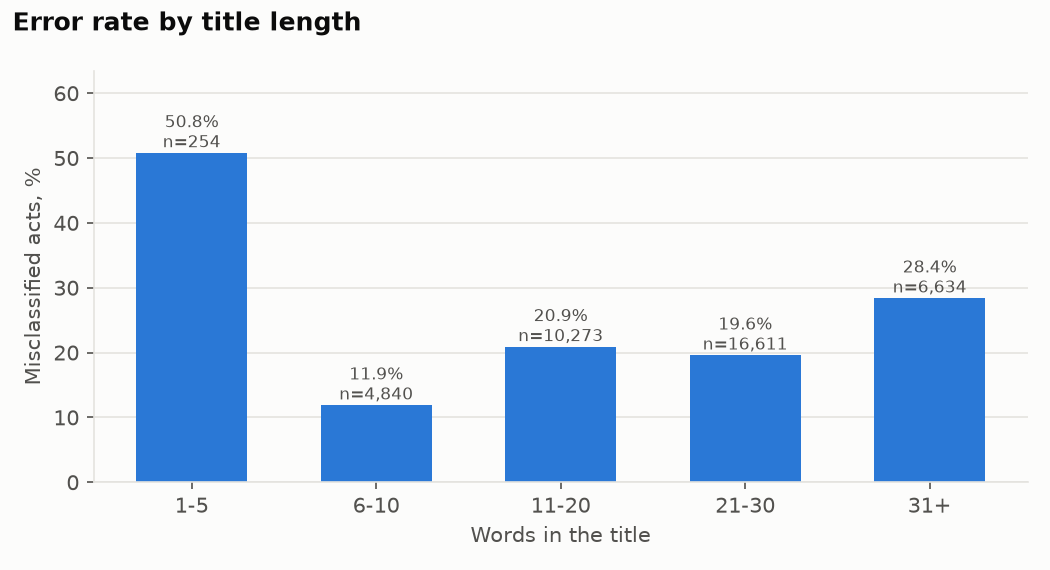 Error rate by title length
Misclassified acts, %
60
50
40
30
20
10
0
50.8%
n=254
11.9%
n=4,840
20.9%
n=10,273
19.6%
n=16,611
28.4%
n=6,634
1-5
6-10
11-20
21-30
31+
Words in the title